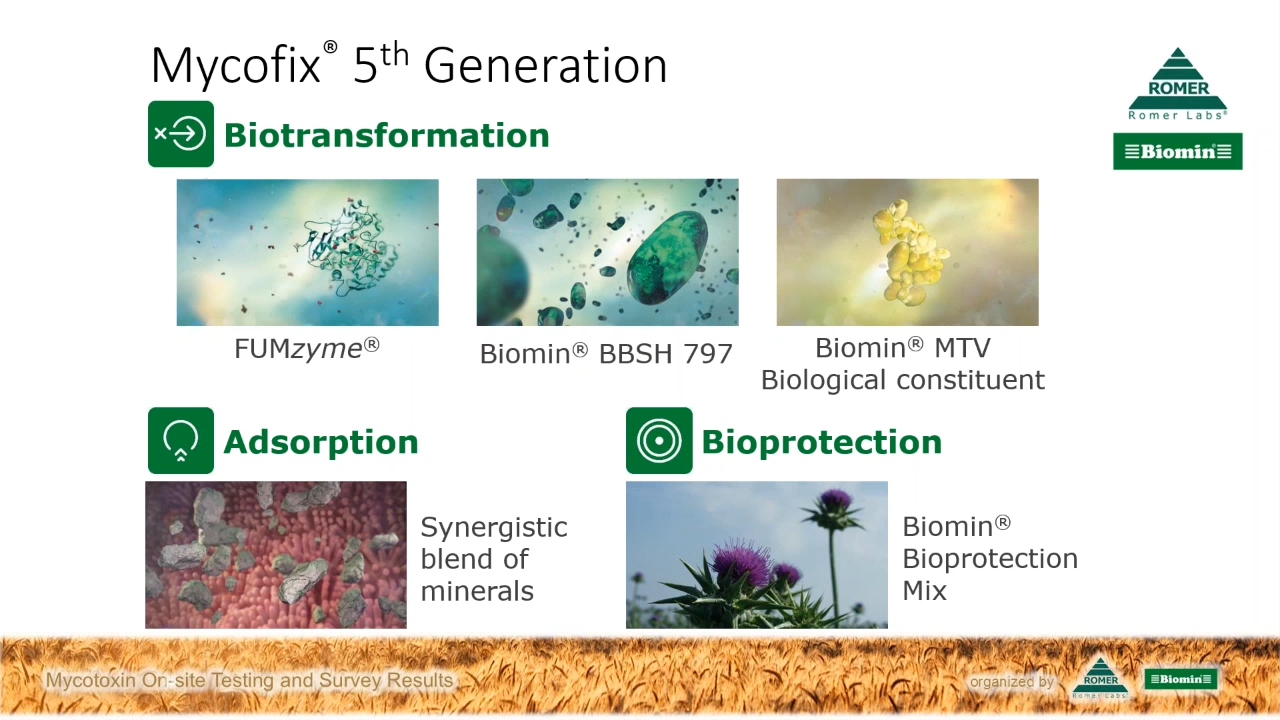 Mycofix® 5th Generation
ROMER
Romer Labs®
Biomin®
Biotransformation
FUMzyme®
Biomin® BBSH 797
Biomin® MTV
Biological constituent
Adsorption
Bioprotection
Synergistic
blend of
minerals
Biomin®
Bioprotection
Mix
Mycotoxin On-site Testing and Survey Results
organized by
ROMER
Romer Labs®
Biomin®